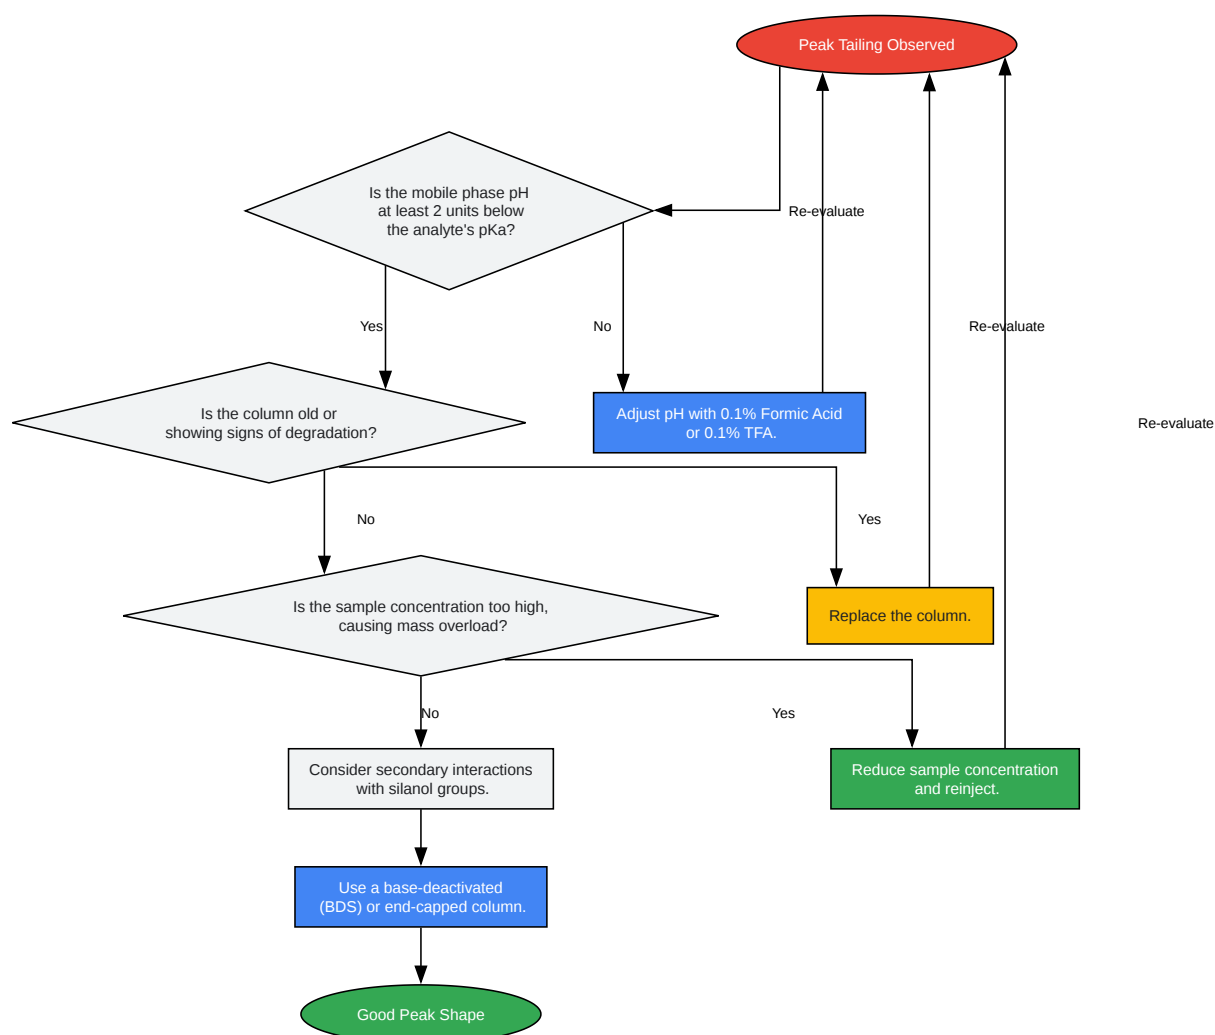 Peak Tailing Observed
Is the mobile phase pH
at least 2 units below
the analyte's pKa?
Re-evaluate
Yes
No
Re-evaluate
Is the column old or
showing signs of degradation?
Adjust pH with 0.1% Formic Acid
or 0.1% TFA.
Re-evaluate
No
Yes
Is the sample concentration too high,
causing mass overload?
Replace the column.
No
Yes
Consider secondary interactions
with silanol groups.
Reduce sample concentration
and reinject.
Use a base-deactivated
(BDS) or end-capped column.
Good Peak Shape